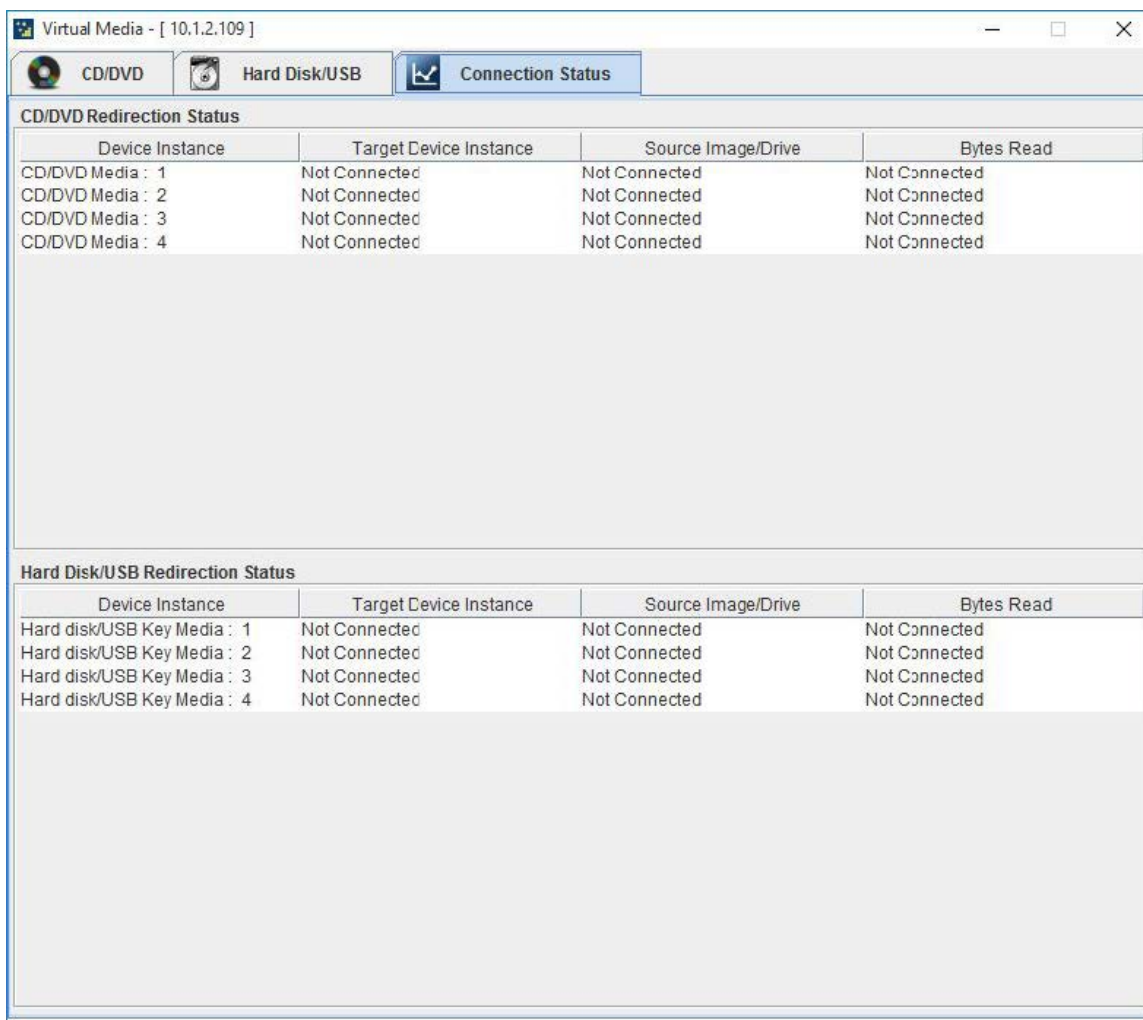 Virtual Media - [ 10.1.2.109 ]
CD/DVD Hard Disk/USB Connection Status
CD/DVD Redirection Status
Device Instance Target Device Instance Source Image/Drive Bytes Read
CD/DVD Media : 1 Not Connected Not Connected Not Connected
CD/DVD Media : 2 Not Connected Not Connected Not Connected
CD/DVD Media : 3 Not Connected Not Connected Not Connected
CD/DVD Media : 4 Not Connected Not Connected Not Connected
Hard Disk/USB Redirection Status
Device Instance Target Device Instance Source Image/Drive Bytes Read
Hard disk/USB Key Media : 1 Not Connected Not Connected Not Connected
Hard disk/USB Key Media : 2 Not Connected Not Connected Not Connected
Hard disk/USB Key Media : 3 Not Connected Not Connected Not Connected
Hard disk/USB Key Media : 4 Not Connected Not Connected Not Connected